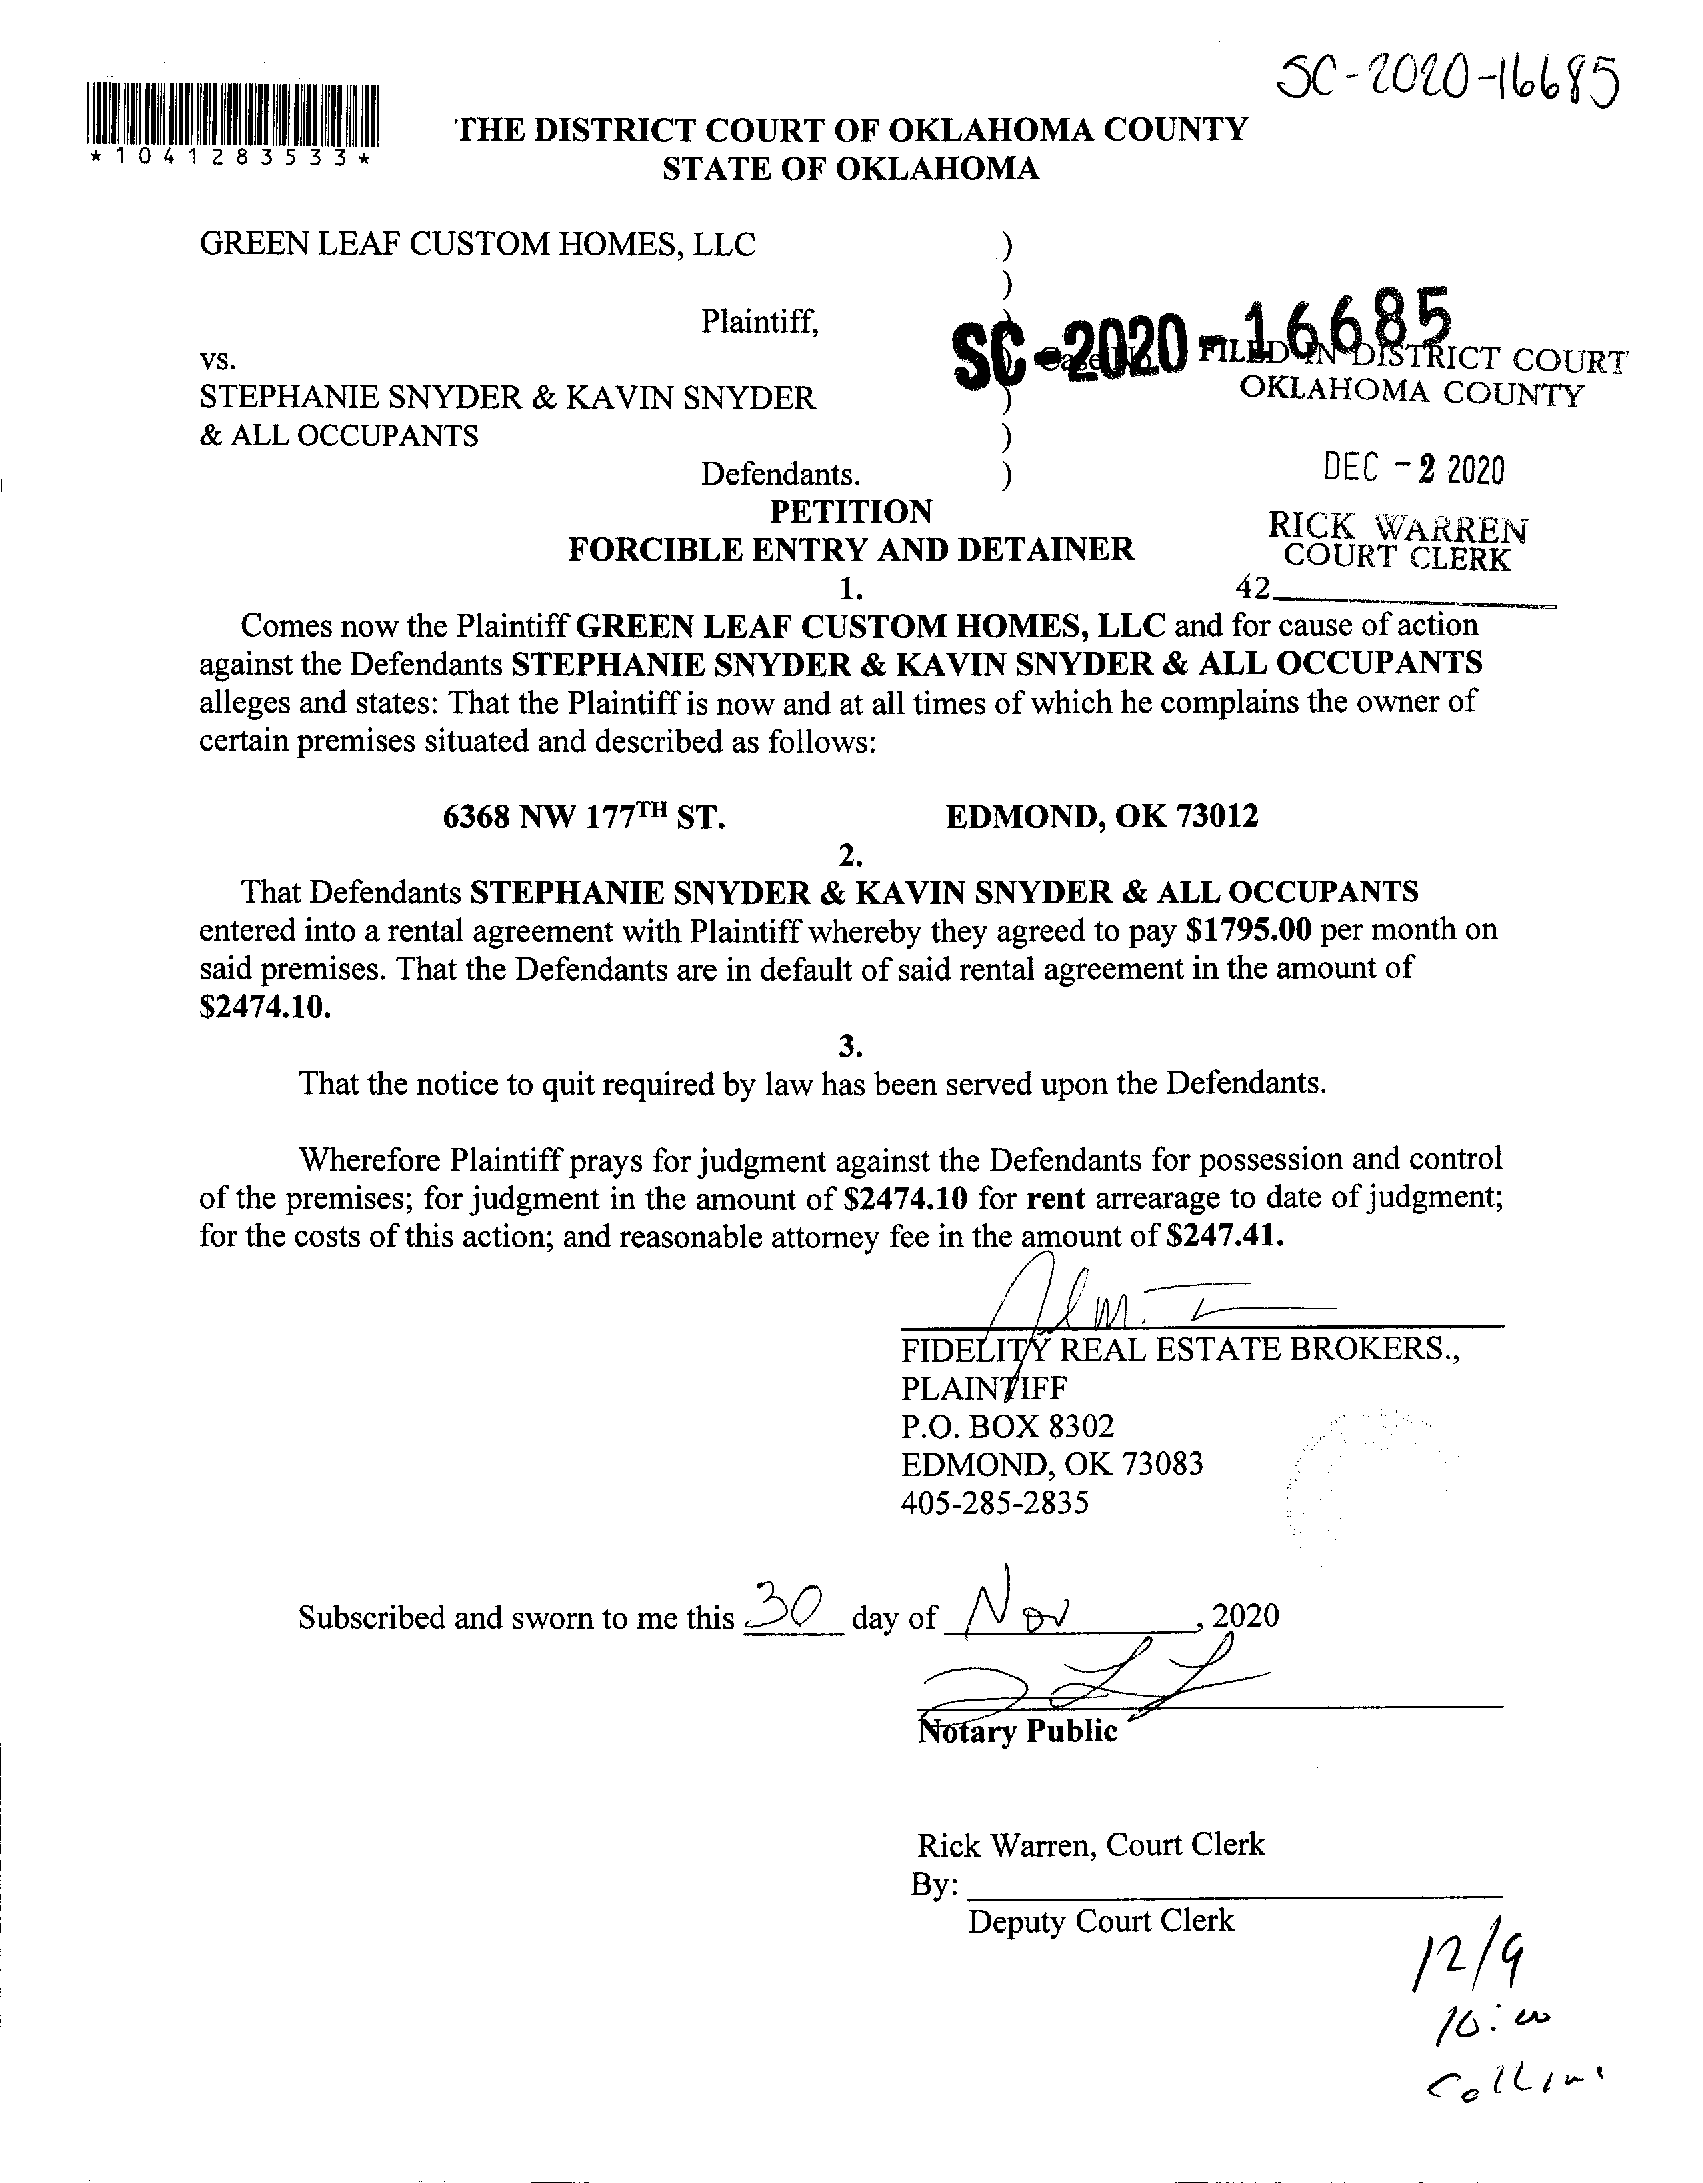 SC-2020-16685
*1041283533*
THE DISTRICT COURT OF OKLAHOMA COUNTY
STATE OF OKLAHOMA
GREEN LEAF CUSTOM HOMES, LLC )
)
Plaintiff, )
SC-2020-16685
vs.
FILED IN DISTRICT COURT
STEPHANIE SNYDER & KAVIN SNYDER )
OKLAHOMA COUNTY
& ALL OCCUPANTS )
Defendants. )
DEC - 2 2020
PETITION
RICK WARREN
FORCIBLE ENTRY AND DETAINER
COURT CLERK
1.
42
Comes now the Plaintiff GREEN LEAF CUSTOM HOMES, LLC and for cause of action
against the Defendants STEPHANIE SNYDER & KAVIN SNYDER & ALL OCCUPANTS
alleges and states: That the Plaintiff is now and at all times of which he complains the owner of
certain premises situated and described as follows:
6368 NW 177TH ST. EDMOND, OK 73012
2.
That Defendants STEPHANIE SNYDER & KAVIN SNYDER & ALL OCCUPANTS
entered into a rental agreement with Plaintiff whereby they agreed to pay $1795.00 per month on
said premises. That the Defendants are in default of said rental agreement in the amount of
$2474.10.
3.
That the notice to quit required by law has been served upon the Defendants.
Wherefore Plaintiff prays for judgment against the Defendants for possession and control
of the premises; for judgment in the amount of $2474.10 for rent arrearage to date of judgment;
for the costs of this action; and reasonable attorney fee in the amount of $247.41.
FIDELITY REAL ESTATE BROKERS.,
PLAINTIFF
P.O. BOX 8302
EDMOND, OK 73083
405-285-2835
Subscribed and sworn to me this 30 day of Nov, 2020
Notary Public
Rick Warren, Court Clerk
By:
Deputy Court Clerk
12/9
10:00
Collins